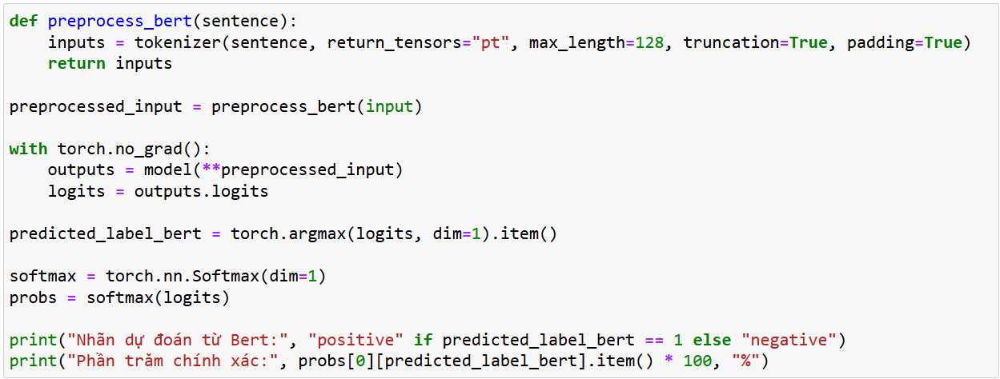 def preprocess_bert(sentence):
    inputs = tokenizer(sentence, return_tensors="pt", max_length=128, truncation=True, padding=True)
    return inputs
preprocessed_input = preprocess_bert(input)
with torch.no_grad():
    outputs = model(**preprocessed_input)
    logits = outputs.logits
predicted_label_bert = torch.argmax(logits, dim=1).item()
softmax = torch.nn.Softmax(dim=1)
probs = softmax(logits)
print("Nhãn dự đoán từ Bert:", "positive" if predicted_label_bert == 1 else "negative")
print("Phần trăm chính xác:", probs[0][predicted_label_bert].item() * 100, "%")